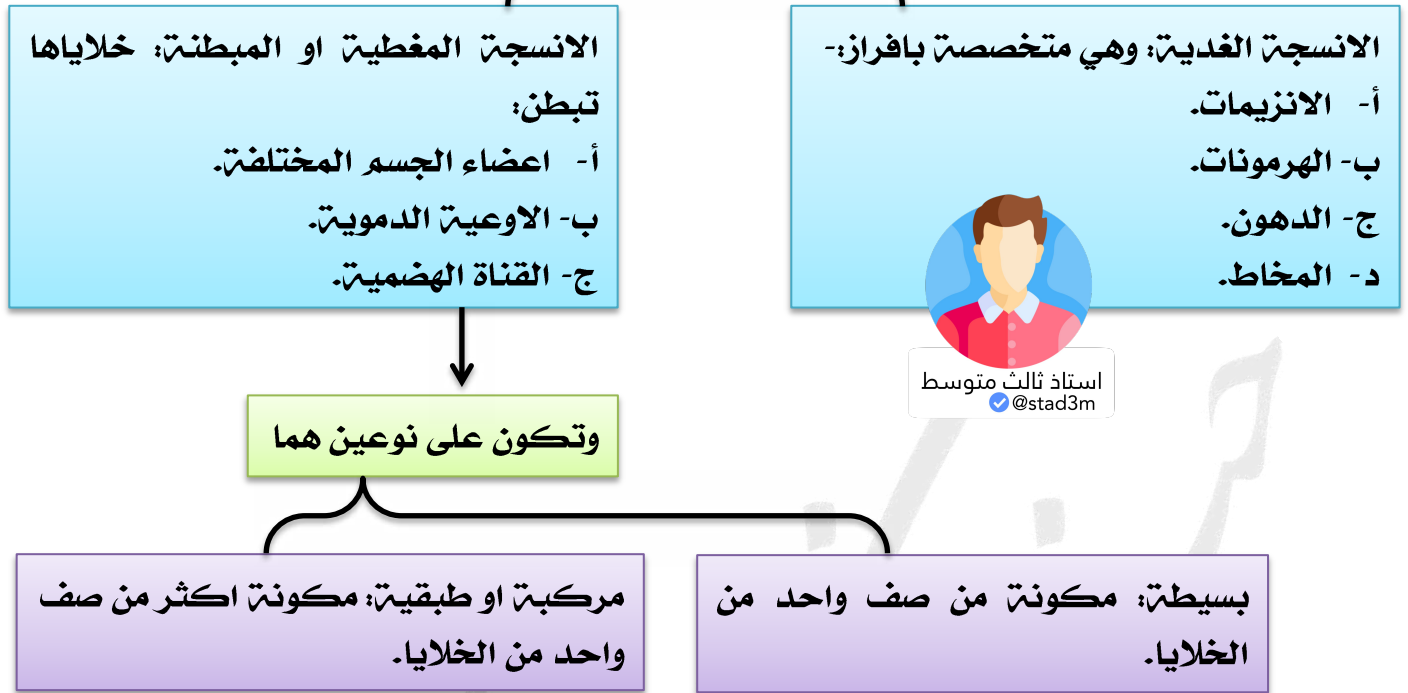 الانسجة الغدية: وهي متخصصة بافراز:-
أ- الانزيمات.
ب- الهرمونات.
ج- الدهون.
د- المخاط.
الانسجة المغطية او المبطنة: خلاياها
تبطن:
أ- اعضاء الجسم المختلفة.
ب- الاوعية الدموية.
ج- القناة الهضمية.
استاذ ثالث متوسط
@stad3m
وتكون على نوعين هما
بسيطة: مكونة من صف واحد من
الخلايا.
مركبة او طبقية: مكونة اكثر من صف
واحد من الخلايا.